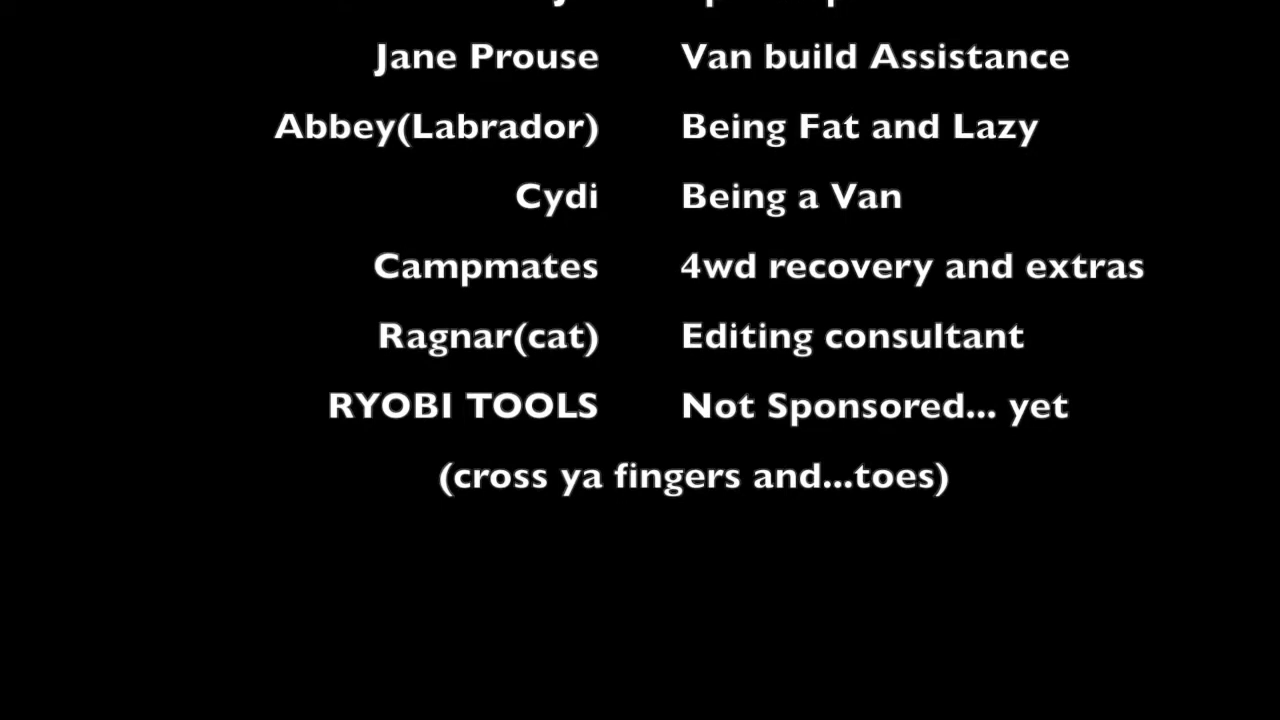 Jane Prouse Van build Assistance
Abbey(Labrador) Being Fat and Lazy
Cydi Being a Van
Campmates 4wd recovery and extras
Ragnar(cat) Editing consultant
RYOBI TOOLS Not Sponsored... yet
(cross ya fingers and...toes)